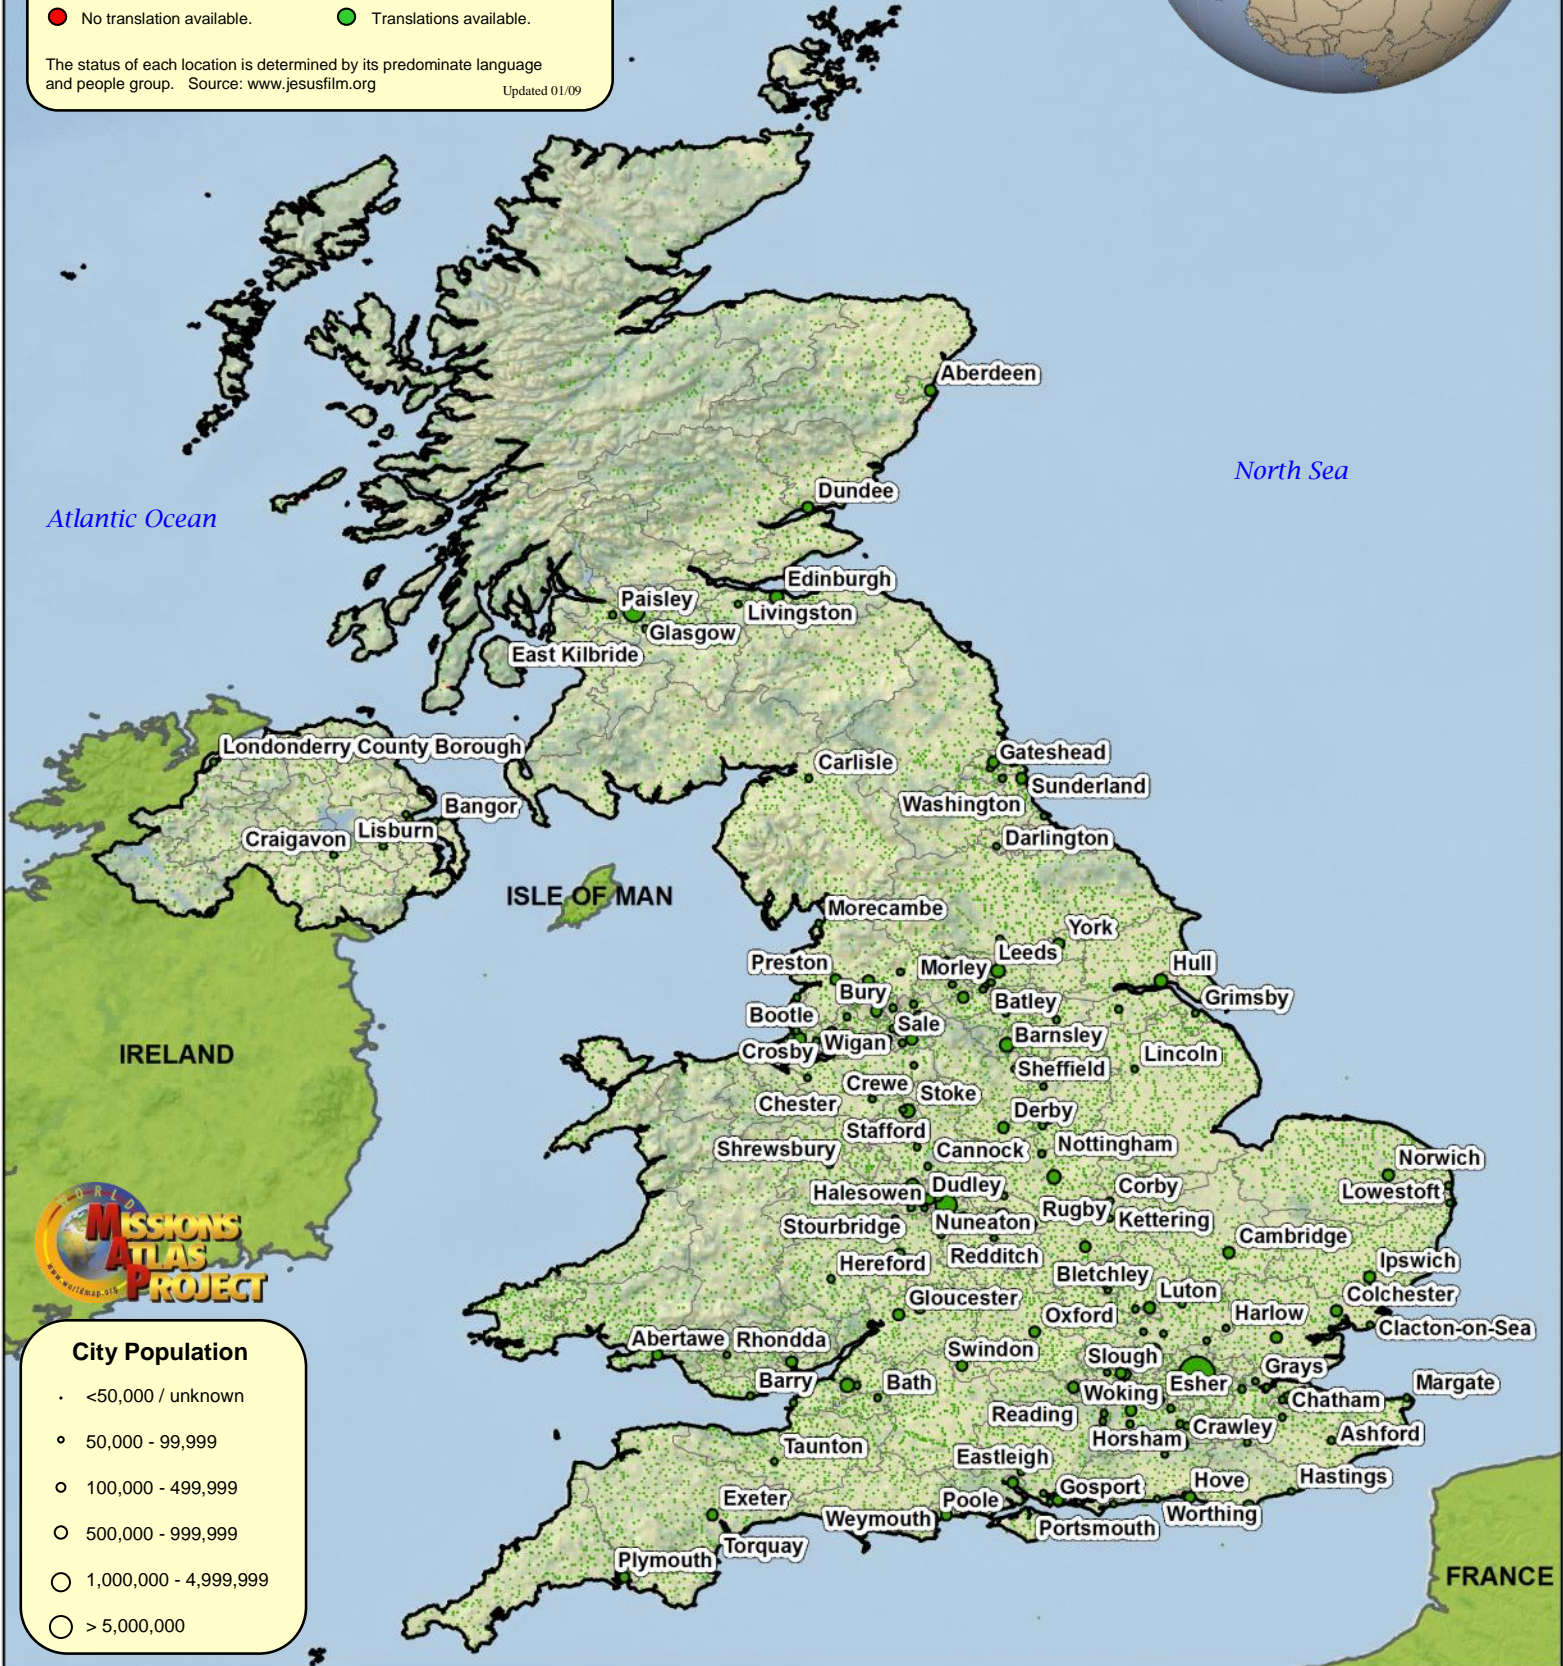 No translation available.
Translations available.
The status of each location is determined by its predominate language
and people group. Source: www.jesusfilm.org
Updated 01/09
Aberdeen
North Sea
Dundee
Atlantic Ocean
Edinburgh
Paisley
Livingston
Glasgow
East Kilbride
Londonderry County Borough
Gateshead
Carlisle
Sunderland
Washington
Bangor
Lisburn
Craigavon
Darlington
ISLE OF MAN
Morecambe
York
Leeds
Preston
Morley
Hull
Bury
Batley
Grimsby
Bootle
Sale
Barnsley
Wigan
Crosby
IRELAND
Lincoln
Sheffield
Crewe
Stoke
Chester
Derby
Stafford
Nottingham
Shrewsbury
Cannock
Norwich
Dudley
Corby
Halesowen
Lowestoft
Rugby
Kettering
Stourbridge
Nuneaton
Cambridge
Redditch
Hereford
Ipswich
Bletchley
Luton
Colchester
Gloucester
Oxford
Harlow
Clacton-on-Sea
Abertawe
Rhondda
Swindon
Slough
Grays
Barry
Bath
Woking
Esher
Margate
Chatham
Reading
Crawley
Ashford
Horsham
Taunton
Eastleigh
Hastings
Gosport
Hove
Exeter
Poole
Weymouth
Worthing
Portsmouth
Torquay
Plymouth
FRANCE
WORLD
MISSIONS
ATLAS
PROJECT
www.worldmap.org
City Population
<50,000 / unknown
50,000 - 99,999
100,000 - 499,999
500,000 - 999,999
1,000,000 - 4,999,999
> 5,000,000